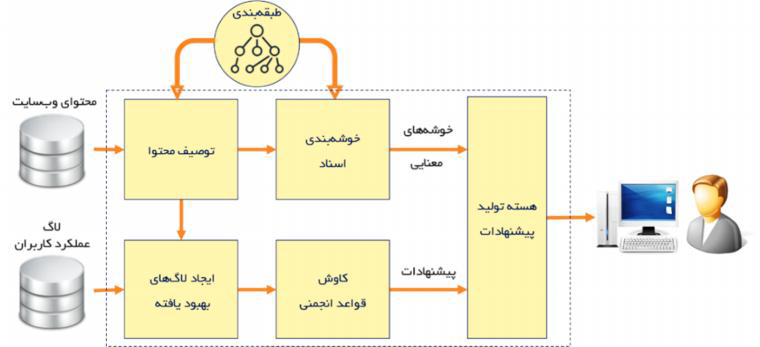 طبقه‌بندی
محتوای وب‌سایت
توصیف محتوا
خوشه‌بندی
اسناد
خوشه‌های
معنایی
هسته تولید
پیشنهادات
لاگ
عملکرد کاربران
ایجاد لاگ‌های
بهبود یافته
کاوش
قواعد انجمنی
پیشنهادات